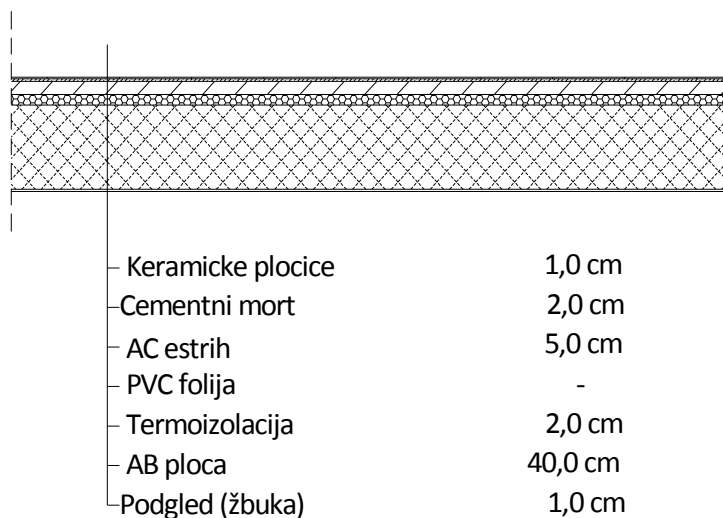 Keramicke plocice 1,0 cm
Cementni mort 2,0 cm
AC estrih 5,0 cm
PVC folija -
Termoizolacija 2,0 cm
AB ploca 40,0 cm
Podgled (žbuka) 1,0 cm